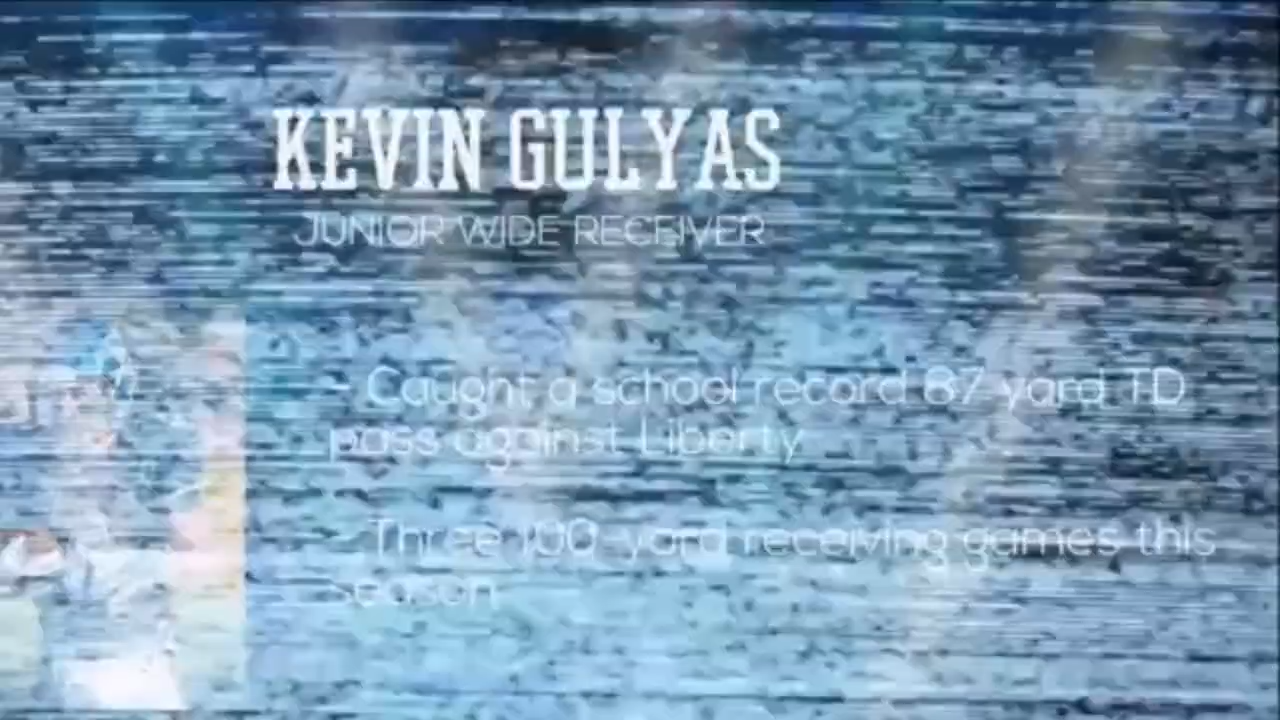 KEVIN GULYAS
JUNIOR WIDE RECEIVER
- Caught a school record 87 yard TD
pass against Liberty
Three 100-yard receiving games this
season